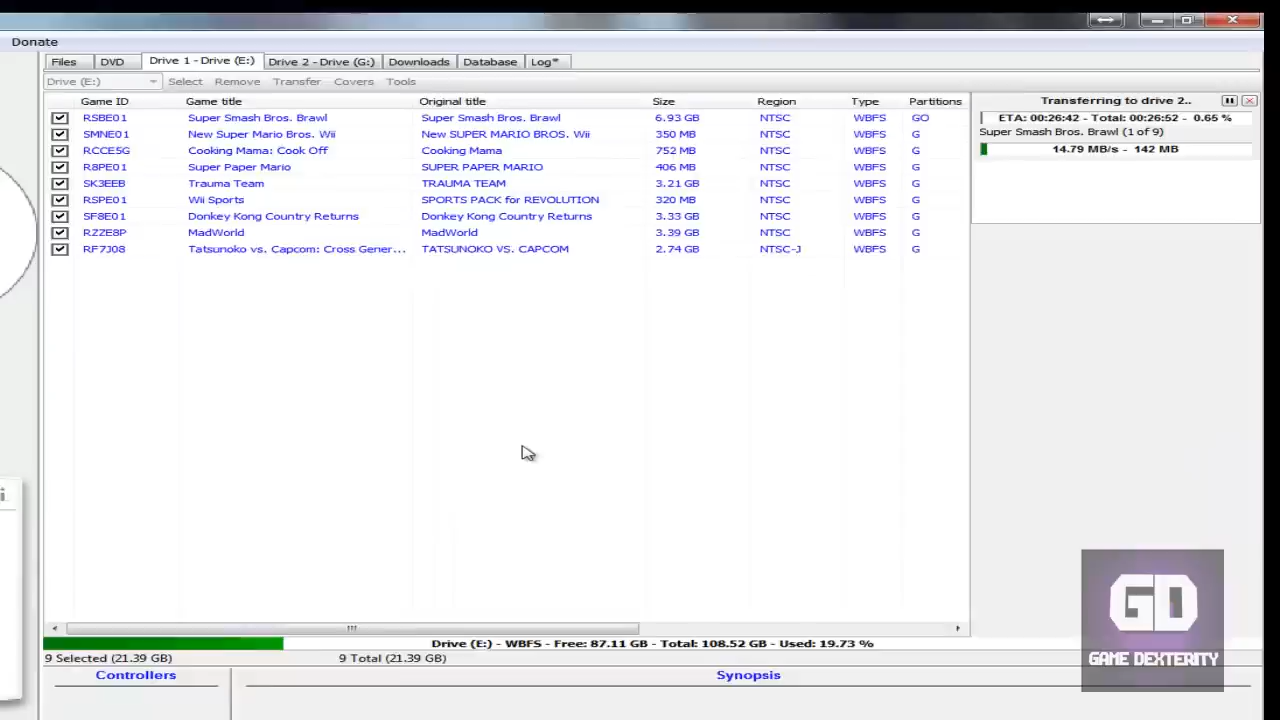 Donate
Files DVD Drive 1 - Drive (E:) Drive 2 - Drive (G:) Downloads Database Log*
Drive (E:) Select Remove Transfer Covers Tools
Game ID Game title Original title Size Region Type Partitions
RSBE01 Super Smash Bros. Brawl Super Smash Bros. Brawl 6.93 GB NTSC WBFS GO
SMNE01 New Super Mario Bros. Wii New SUPER MARIO BROS. Wii 350 MB NTSC WBFS G
RCCE5G Cooking Mama: Cook Off Cooking Mama 752 MB NTSC WBFS G
R8PE01 Super Paper Mario SUPER PAPER MARIO 406 MB NTSC WBFS G
SK3EEB Trauma Team TRAUMA TEAM 3.21 GB NTSC WBFS G
RSPE01 Wii Sports SPORTS PACK for REVOLUTION 320 MB NTSC WBFS G
SF8E01 Donkey Kong Country Returns Donkey Kong Country Returns 3.33 GB NTSC WBFS G
RZZE8P MadWorld MadWorld 3.39 GB NTSC WBFS G
RF7J08 Tatsunoko vs. Capcom: Cross Gener... TATSUNOKO VS. CAPCOM 2.74 GB NTSC-J WBFS G
Transferring to drive 2..
ETA: 00:26:42 - Total: 00:26:52 - 0.65 %
Super Smash Bros. Brawl (1 of 9)
14.79 MB/s - 142 MB
Drive (E:) - WBFS - Free: 87.11 GB - Total: 108.52 GB - Used: 19.73 %
9 Selected (21.39 GB) 9 Total (21.39 GB)
Controllers Synopsis
GD
GAME DEXTERITY